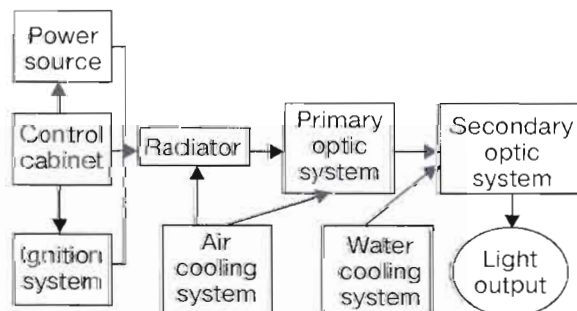 Power
source
Control
cabinet
Ignition
system
Radiator
Primary
optic
system
Secondary
optic
system
Air
cooling
system
Water
cooling
system
Light
output